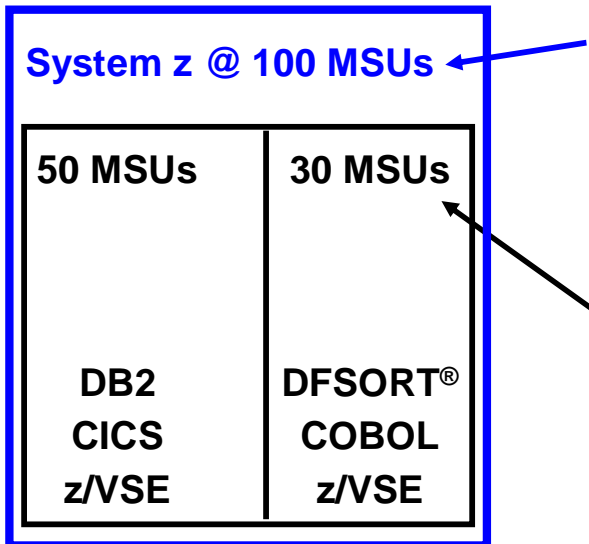 System z @ 100 MSUs
50 MSUs
30 MSUs
DB2
CICS
z/VSE
DFSORT®
COBOL
z/VSE